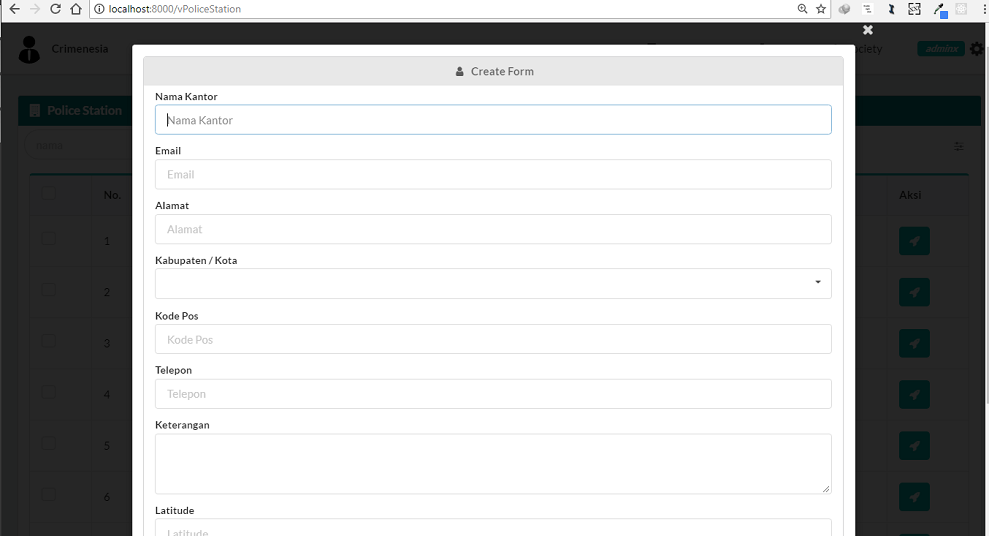 localhost:8000/vPoliceStation
Crimenesia
ciety
adminx
Create Form
Police Station
nama
No.
Aksi
1
2
3
4
5
6
Nama Kantor
Nama Kantor
Email
Email
Alamat
Alamat
Kabupaten / Kota
Kode Pos
Kode Pos
Telepon
Telepon
Keterangan
Latitude
Latitude